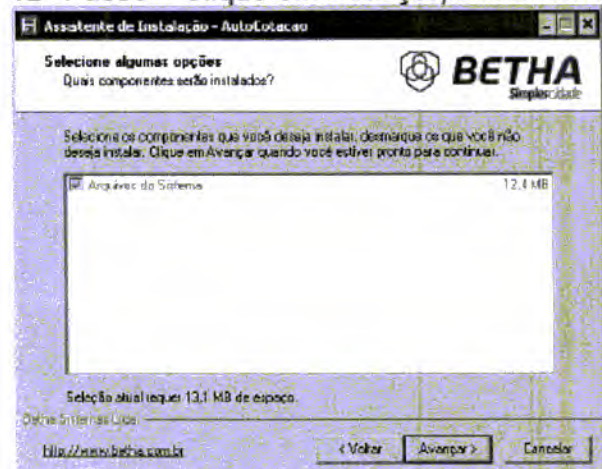 Assistente de Instalação - AutoCotacao
Selecione algumas opções
Quais componentes serão instalados?
BETHA
Simplescidade
Selecione os componentes que você deseja instalar, desmarque os que você não
deseja instalar. Clique em Avançar quando você estiver pronto para continuar.
Arquivos do Sistema 12,4 MB
Seleção atual requer 13,1 MB de espaço.
Betha Sistemas Ltda.
http://www.betha.com.br
< Voltar Avançar > Cancelar